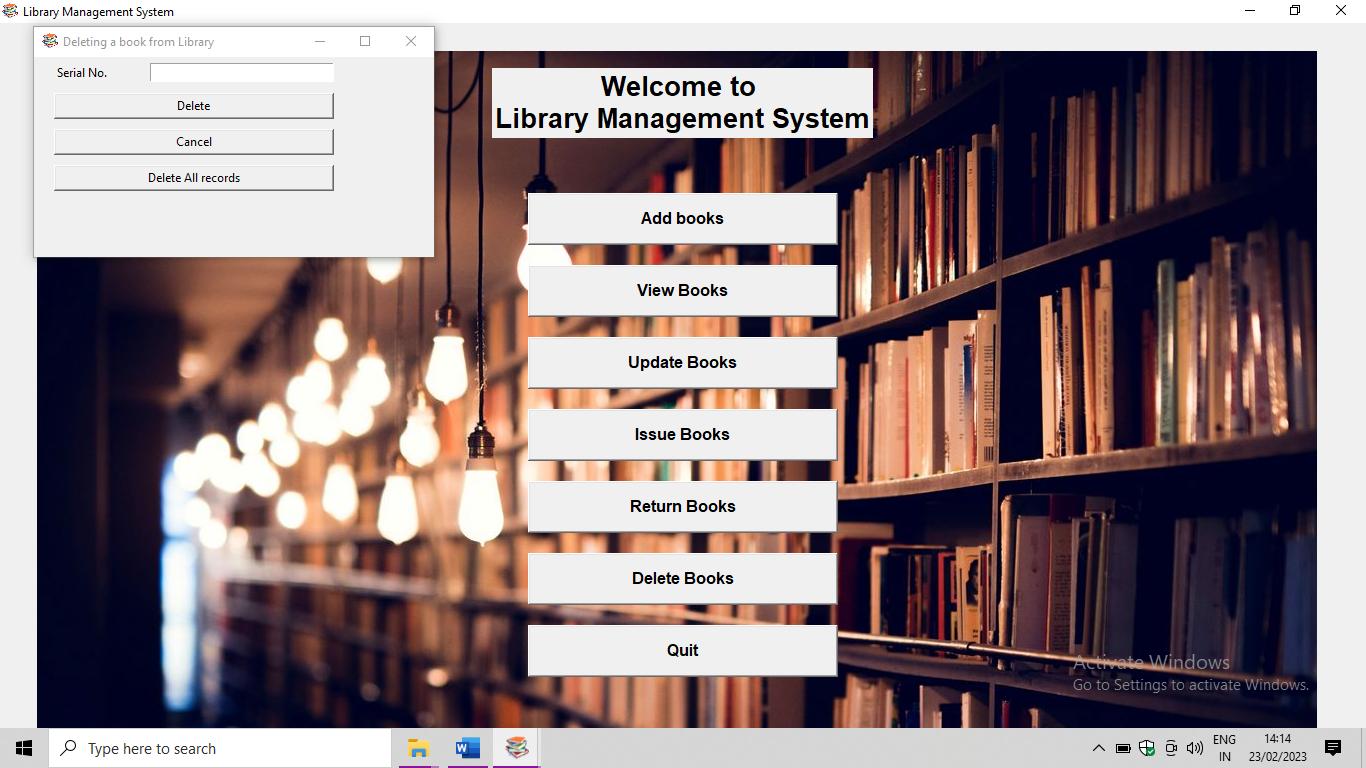 Library Management System
Deleting a book from Library
Serial No.
Delete
Cancel
Delete All records
Welcome to
Library Management System
Add books
View Books
Update Books
Issue Books
Return Books
Delete Books
Quit
Activate Windows
Go to Settings to activate Windows.
Type here to search
ENG
IN
14:14
23/02/2023